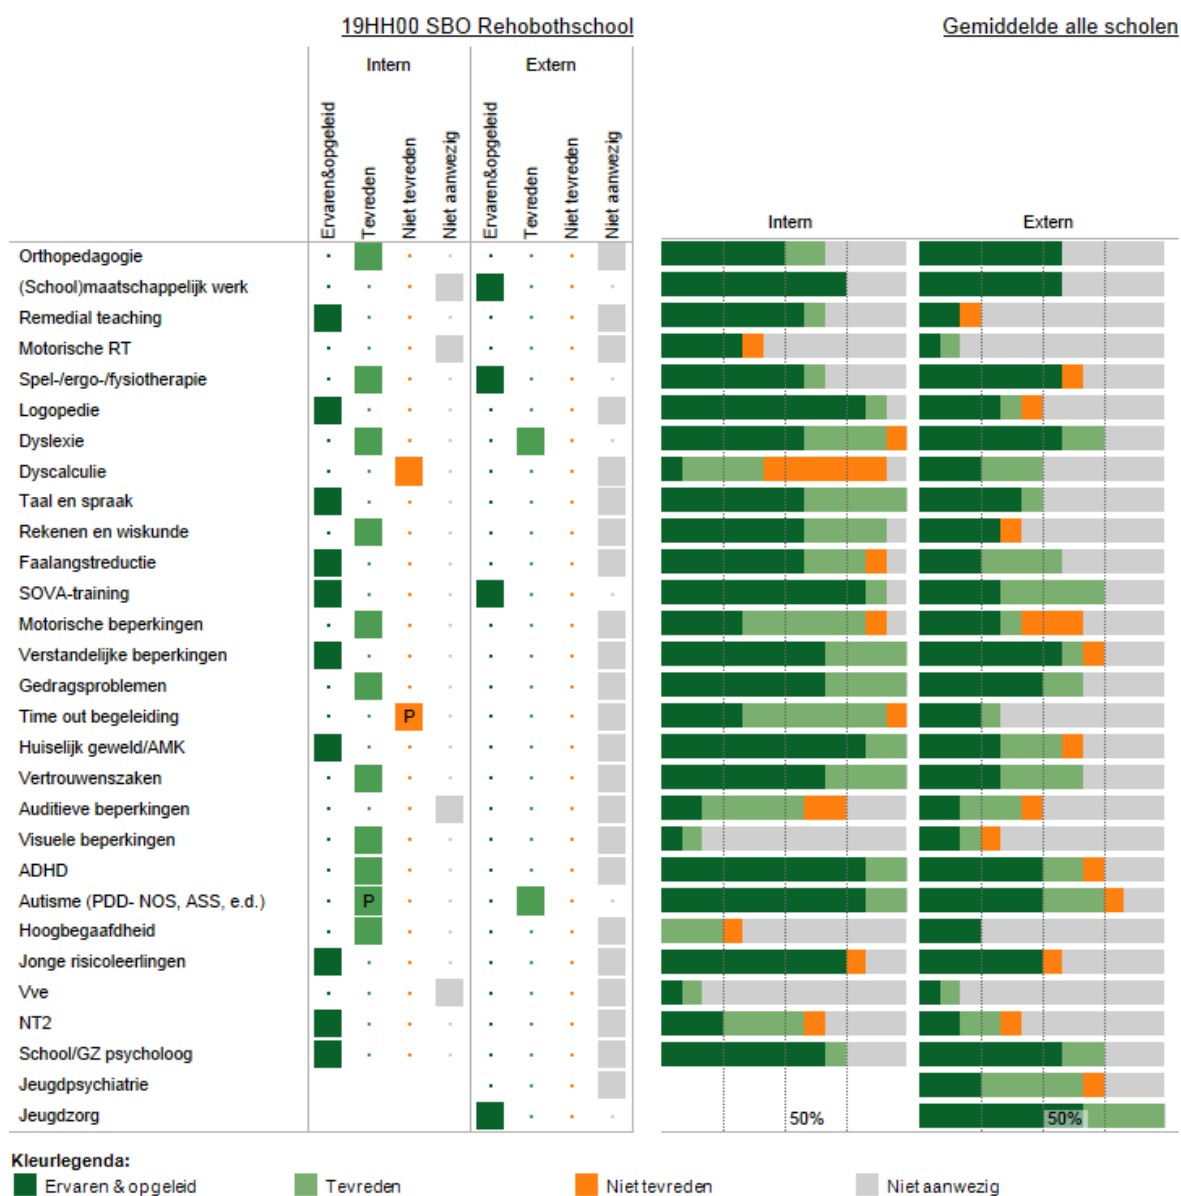 19HH00 SBO Rehobothschool
Gemiddelde alle scholen
Intern
Extern
Ervaren&opgeleid
Tevreden
Niet tevreden
Niet aanwezig
Ervaren&opgeleid
Tevreden
Niet tevreden
Niet aanwezig
Intern
Extern
Orthopedagogie
(School)maatschappelijk werk
Remedial teaching
Motorische RT
Spel-/ergo-/fysiotherapie
Logopedie
Dyslexie
Dyscalculie
Taal en spraak
Rekenen en wiskunde
Faalangstreductie
SOVA-training
Motorische beperkingen
Verstandelijke beperkingen
Gedragsproblemen
Time out begeleiding
P
Huiselijk geweld/AMK
Vertrouwenszaken
Auditieve beperkingen
Visuele beperkingen
ADHD
Autisme (PDD- NOS, ASS, e.d.)
P
Hoogbegaafdheid
Jonge risicoleerlingen
Vve
NT2
School/GZ psycholoog
Jeugdpsychiatrie
Jeugdzorg
50%
50%
Kleurlegenda:
Ervaren & opgeleid
Tevreden
Niet tevreden
Niet aanwezig